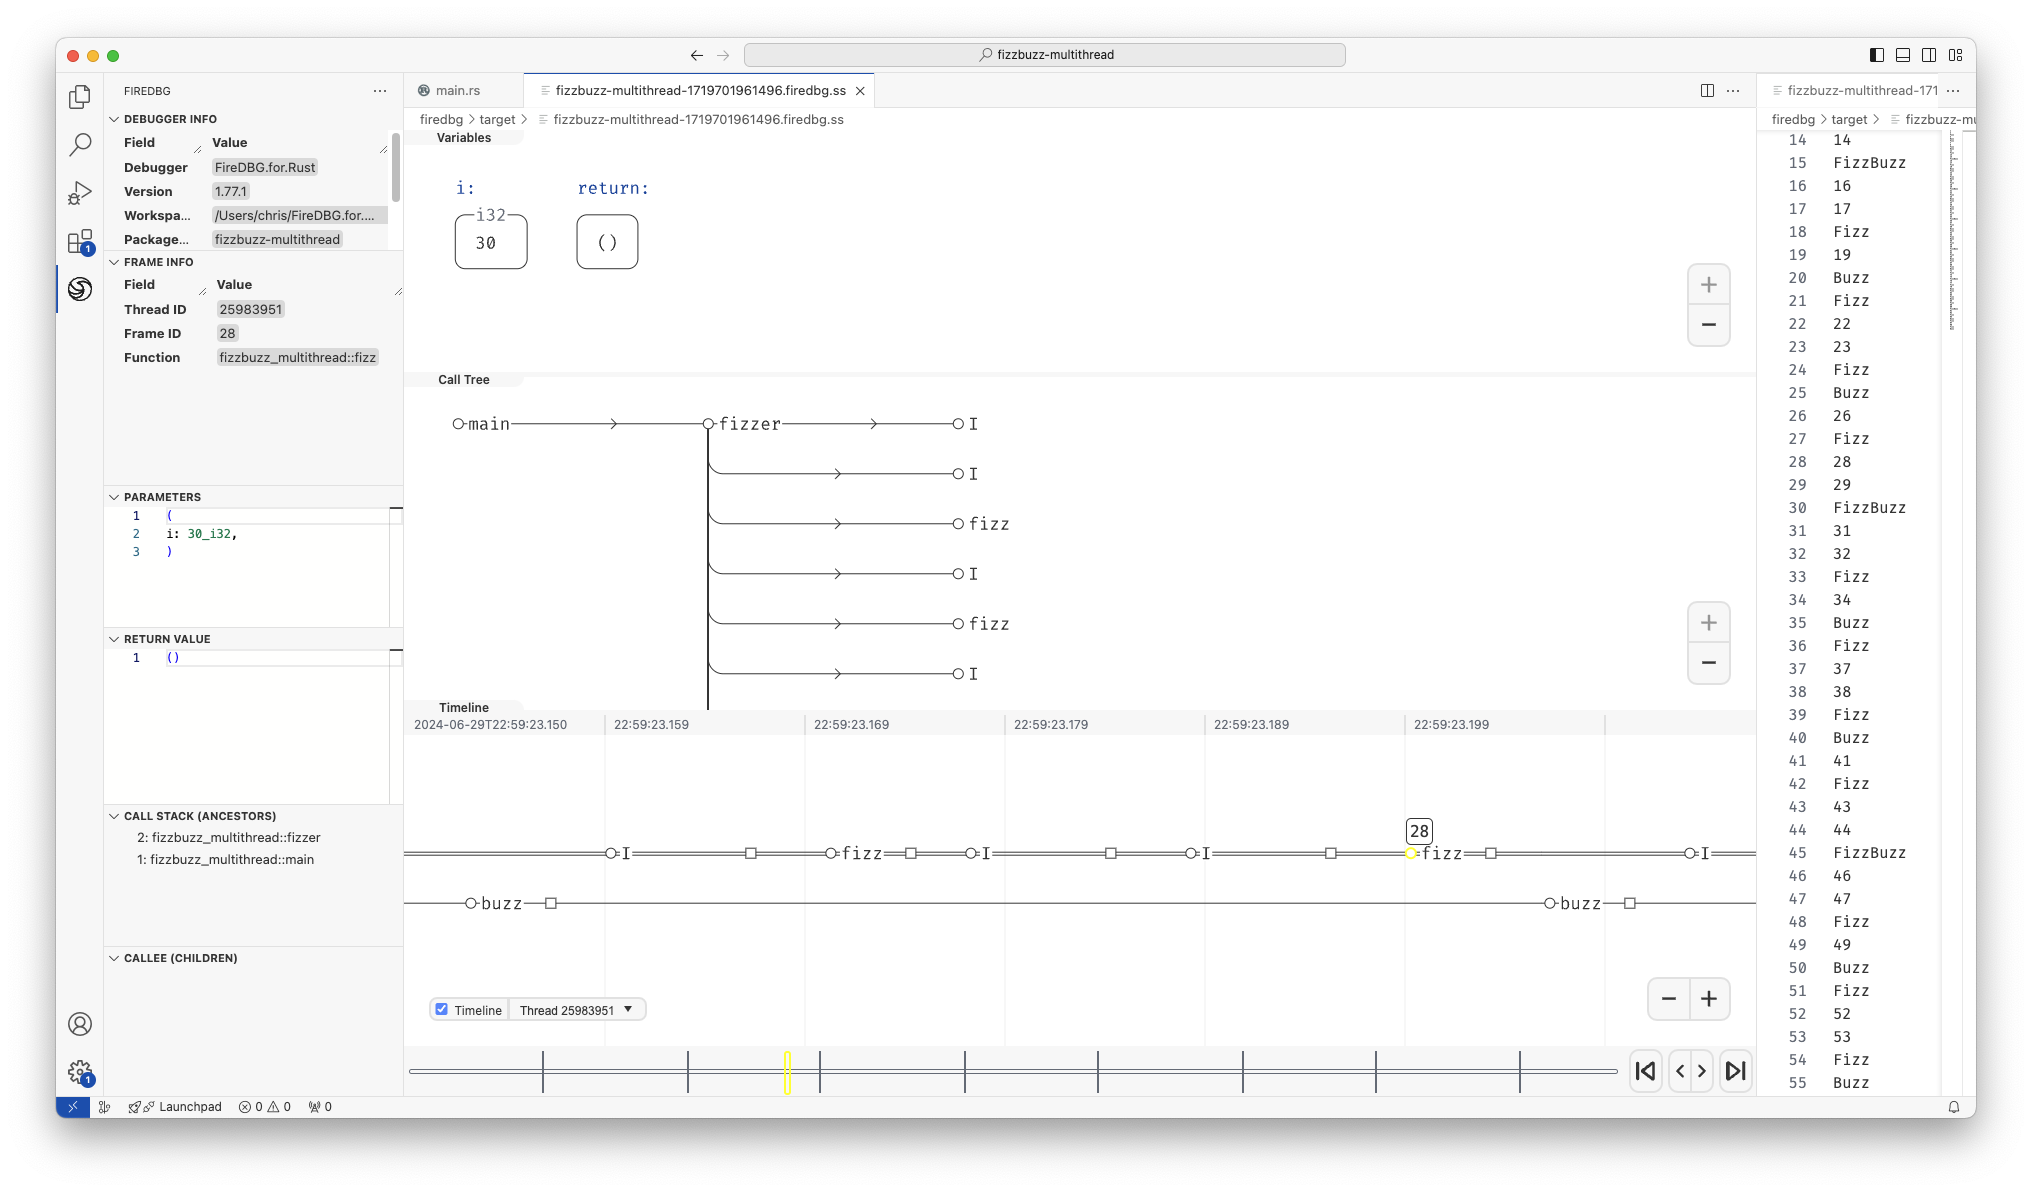 fizzbuzz-multithread
FIREDBG
DEBUGGER INFO
Field Value
Debugger FireDBG.for.Rust
Version 1.77.1
Workspa... /Users/chris/FireDBG.for....
Package... fizzbuzz-multithread
FRAME INFO
Field Value
Thread ID 25983951
Frame ID 28
Function fizzbuzz_multithread::fizz
PARAMETERS
1 (
2 i: 30_i32,
3 )
RETURN VALUE
1 ()
CALL STACK (ANCESTORS)
2: fizzbuzz_multithread::fizzer
1: fizzbuzz_multithread::main
CALLEE (CHILDREN)
1
1
main.rs fizzbuzz-multithread-1719701961496.firedbg.ss
firedbg > target > fizzbuzz-multithread-1719701961496.firedbg.ss
Variables
i: return:
i32
30 ()
+
−
Call Tree
main fizzer I
I
fizz
I
fizz
I
+
−
Timeline
2024-06-29T22:59:23.150 22:59:23.159 22:59:23.169 22:59:23.179 22:59:23.189 22:59:23.199
28
I fizz I I fizz I
buzz buzz
− +
Timeline Thread 25983951
fizzbuzz-multithread-171
firedbg > target > fizzbuzz-mu
14 14
15 FizzBuzz
16 16
17 17
18 Fizz
19 19
20 Buzz
21 Fizz
22 22
23 23
24 Fizz
25 Buzz
26 26
27 Fizz
28 28
29 29
30 FizzBuzz
31 31
32 32
33 Fizz
34 34
35 Buzz
36 Fizz
37 37
38 38
39 Fizz
40 Buzz
41 41
42 Fizz
43 43
44 44
45 FizzBuzz
46 46
47 47
48 Fizz
49 49
50 Buzz
51 Fizz
52 52
53 53
54 Fizz
55 Buzz
Launchpad 0 0 0